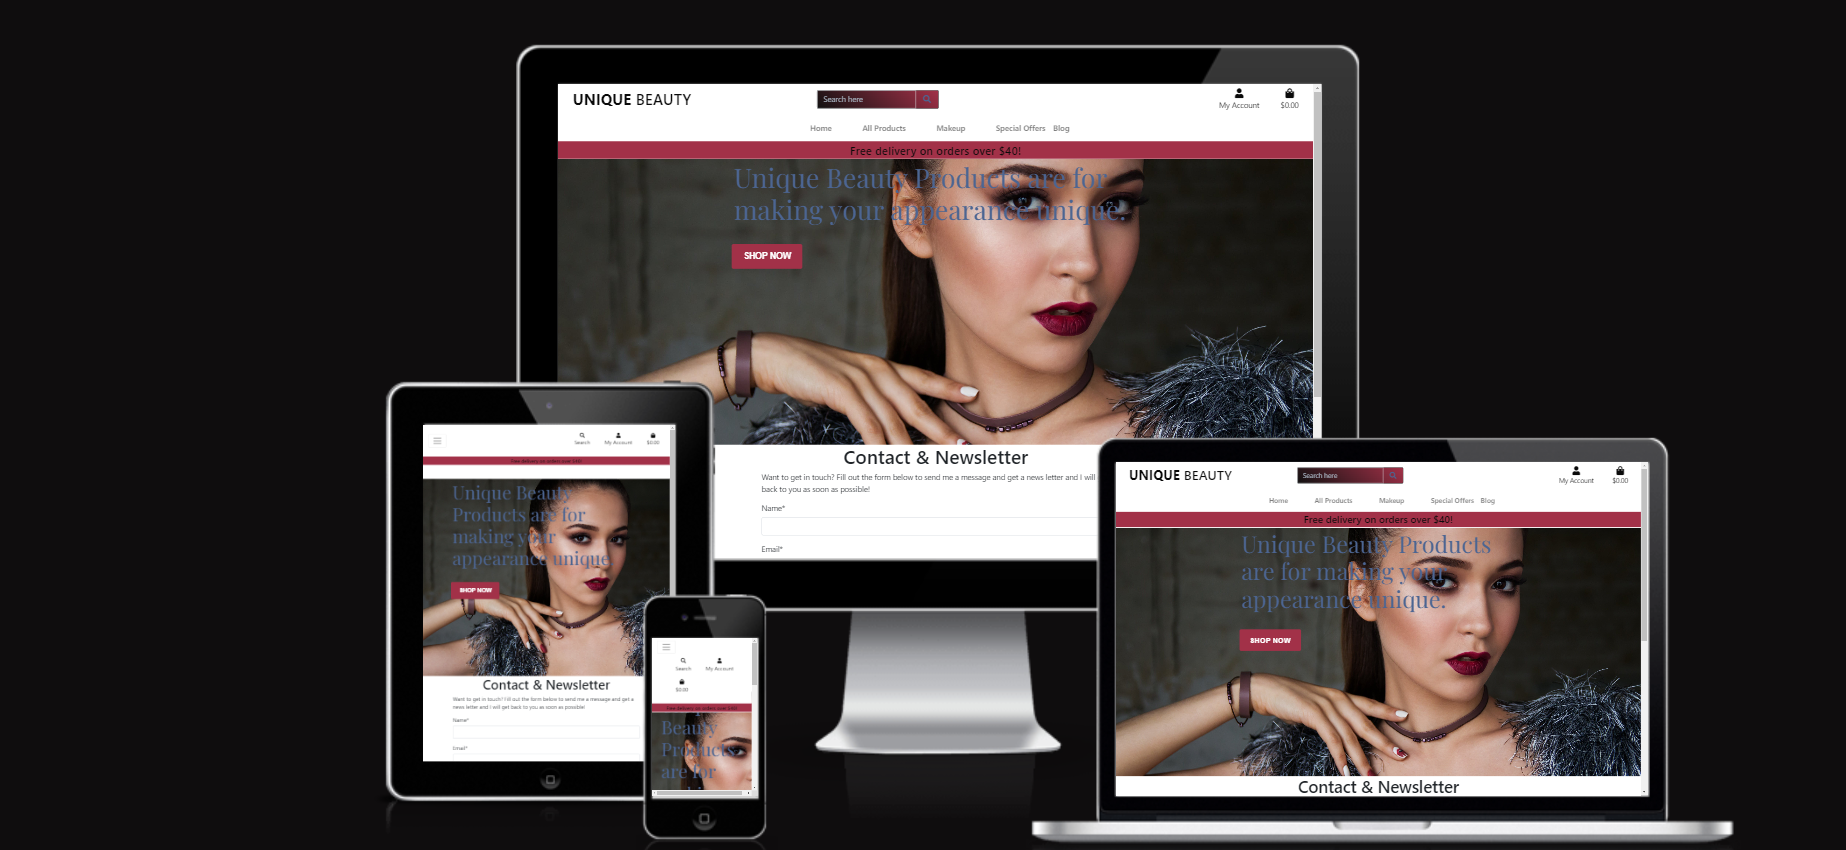 UNIQUE BEAUTY
Search here
My Account
$0.00
Home All Products Makeup Special Offers Blog
Free delivery on orders over $40!
Unique Beauty Products are for
making your appearance unique.
SHOP NOW
Contact & Newsletter
Want to get in touch? Fill out the form below to send me a message and get a news letter and I will
back to you as soon as possible!
Name*
Email*
Search My Account $0.00
Free delivery on orders over $40!
Unique Beauty
Products are for
making your
appearance unique
SHOP NOW
Contact & Newsletter
Want to get in touch? Fill out the form below to send me a message and get a
news letter and I will get back to you as soon as possible!
Name*
Email*
Search My Account
$0.00
Free delivery on orders over $40!
Beauty
Products
are for
UNIQUE BEAUTY
Search here
My Account
$0.00
Home All Products Makeup Special Offers Blog
Free delivery on orders over $40!
Unique Beauty Products
are for making your
appearance unique.
SHOP NOW
Contact & Newsletter